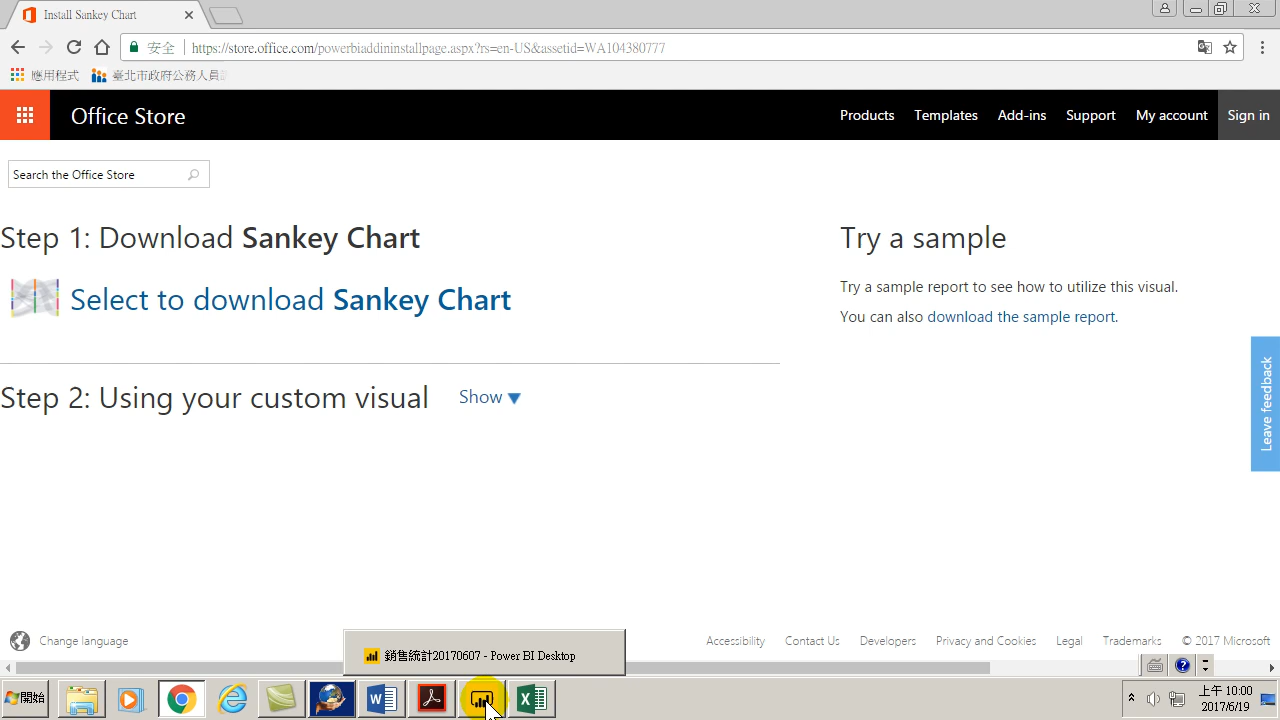 Install Sankey Chart
安全
https://store.office.com/powerbiaddininstallpage.aspx?rs=en-US&assetid=WA104380777
應用程式
臺北市政府公務人員
Office Store
Products
Templates
Add-ins
Support
My account
Sign in
Search the Office Store
Step 1: Download Sankey Chart
Select to download Sankey Chart
Try a sample
Try a sample report to see how to utilize this visual.
You can also download the sample report.
Leave feedback
Step 2: Using your custom visual
Show
Change language
Accessibility
Contact Us
Developers
Privacy and Cookies
Legal
Trademarks
© 2017 Microsoft
銷售統計20170607 - Power BI Desktop
開始
上午 10:00
2017/6/19